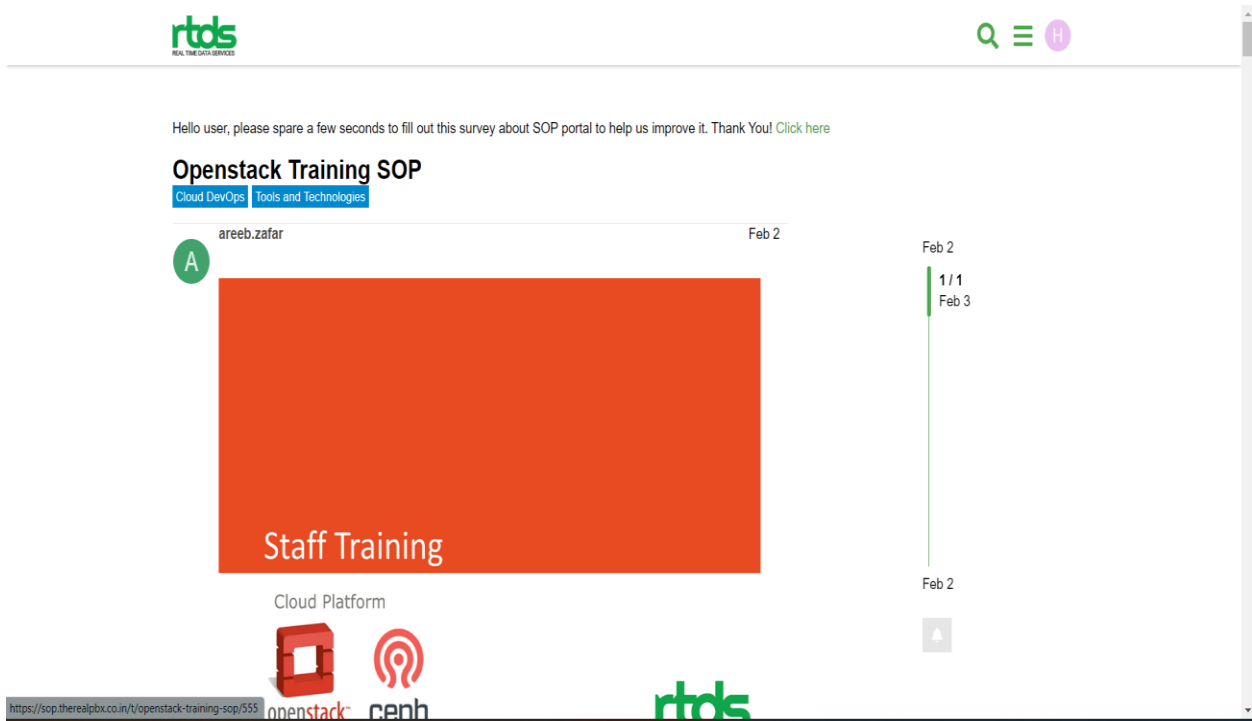 rtds
REAL TIME DATA SERVICES
H
Hello user, please spare a few seconds to fill out this survey about SOP portal to help us improve it. Thank You! Click here
Openstack Training SOP
Cloud DevOps Tools and Technologies
A
areeb.zafar Feb 2
Staff Training
Cloud Platform
openstack ceph
rtds
Feb 2
1 / 1
Feb 3
Feb 2
https://sop.therealpbx.co.in/t/openstack-training-sop/555